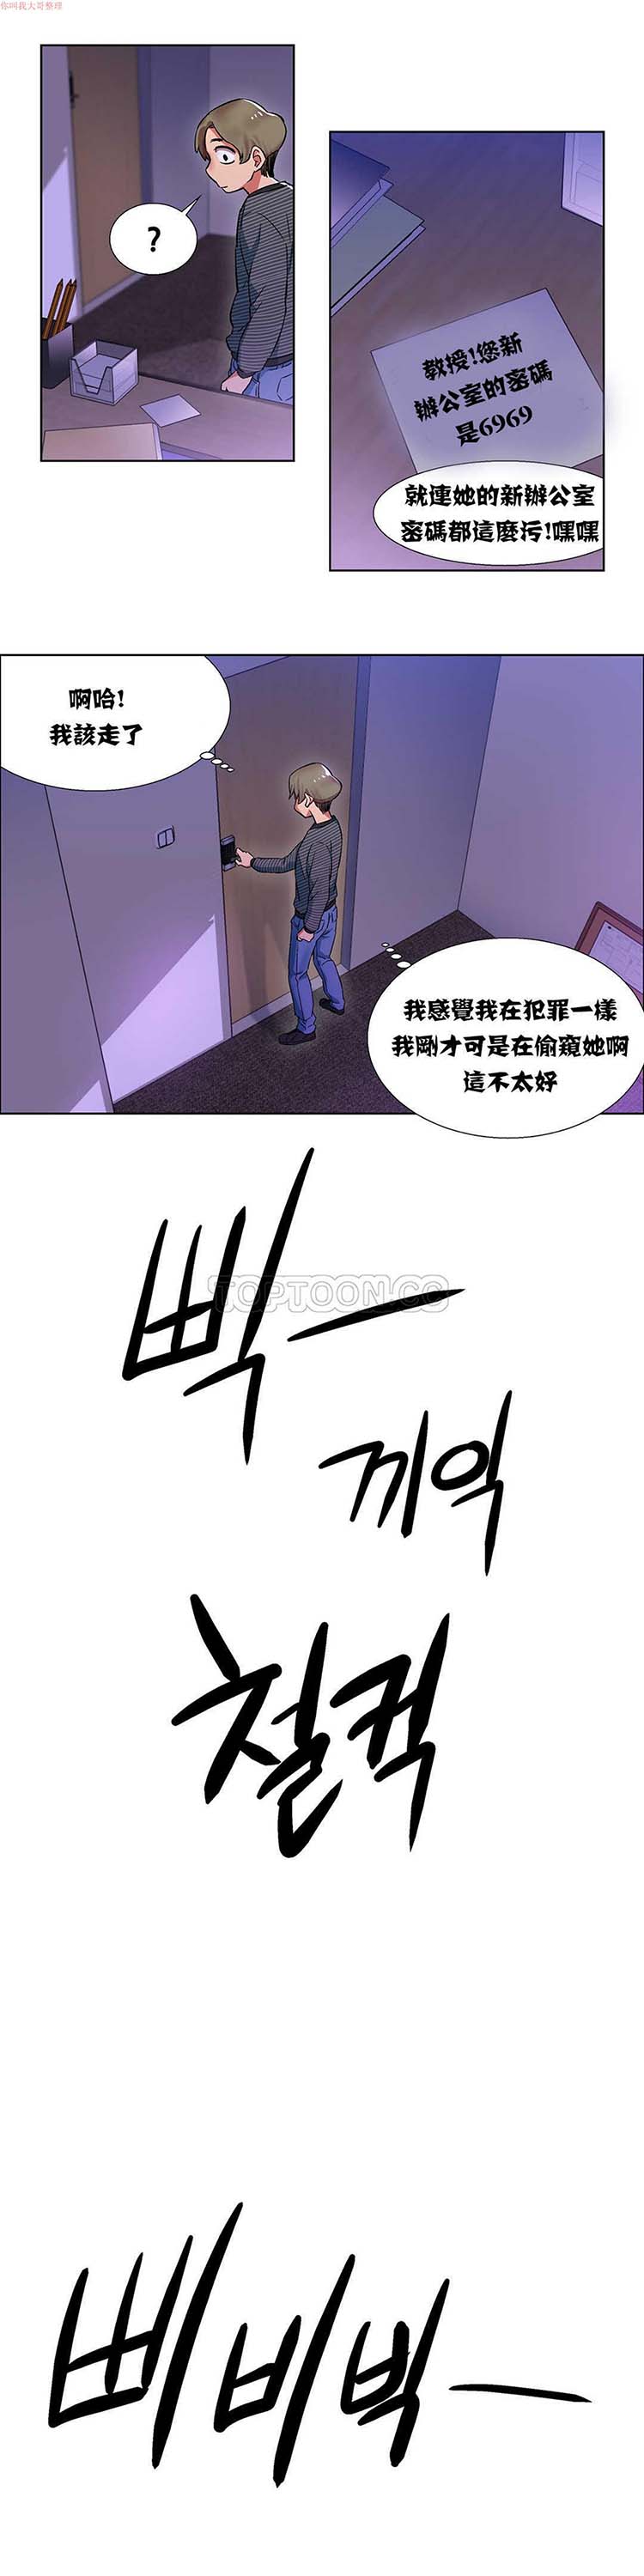 你叫我大哥整理
?
教授!您新
辦公室的密碼
是6969
就連她的新辦公室
密碼都這麼污!嘿嘿
啊哈!
我該走了
我感覺我在犯罪一樣
我剛才可是在偷窺她啊
這不太好
삑—
TOPTOON.CC
끼익
철컥
삐비빅—